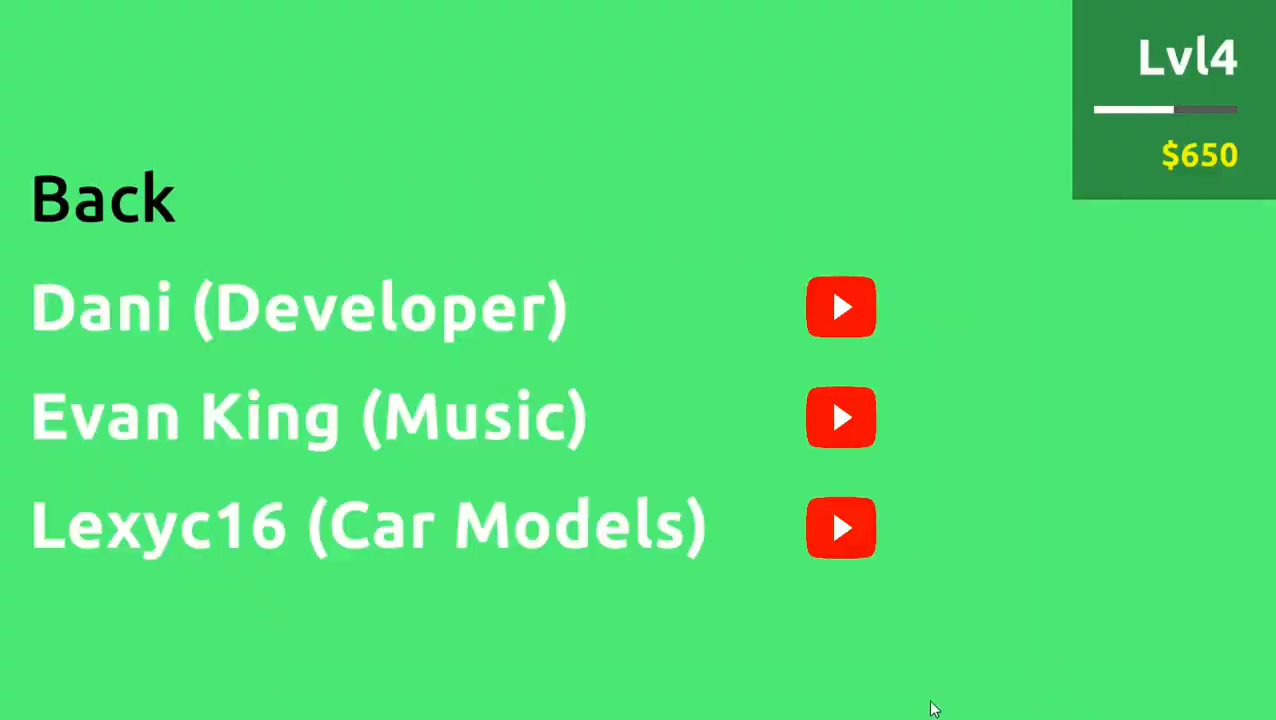 Lvl4
$650
Back
Dani (Developer)
Evan King (Music)
Lexyc16 (Car Models)